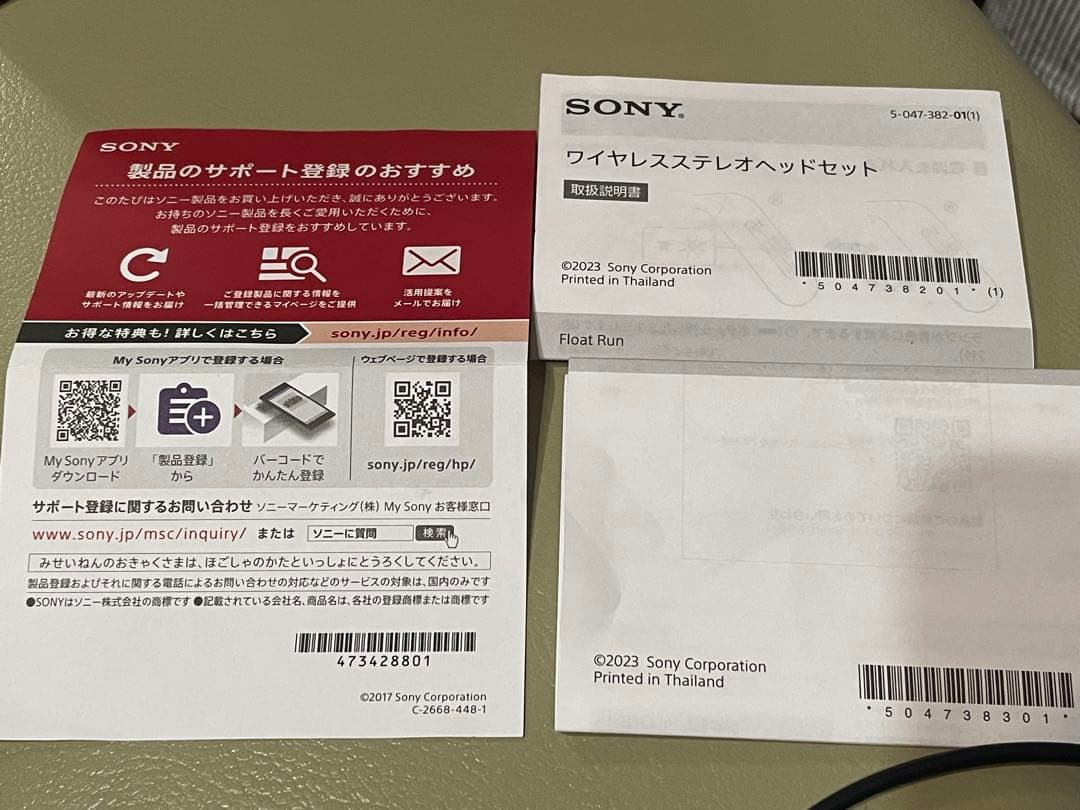 SONY
製品のサポート登録のおすすめ
このたびはソニー製品をお買い上げいただき、誠にありがとうございます。
お持ちのソニー製品を長くご愛用いただくために、
製品のサポート登録をおすすめしています。
最新のアップデートや
サポート情報をお届け
ご登録製品に関する情報を
一括管理できるマイページをご提供
活用提案を
メールでお届け
お得な特典も! 詳しくはこちら
sony.jp/reg/info/
My Sonyアプリで登録する場合
ウェブページで登録する場合
My Sonyアプリ
ダウンロード
「製品登録」
から
バーコードで
かんたん登録
sony.jp/reg/hp/
サポート登録に関するお問い合わせ ソニーマーケティング(株) My Sony お客様窓口
www.sony.jp/msc/inquiry/ または ソニーに質問 検索
みせいねんのおきゃくさまは、ほごしゃのかたといっしょにとうろくしてください。
製品登録およびそれに関する電話によるお問い合わせの対応などのサービスの対象は、国内のみです
●SONYはソニー株式会社の商標です ●記載されている会社名、商品名は、各社の登録商標または商標です
473428801
©2017 Sony Corporation
C-2668-448-1
SONY®
5-047-382-01(1)
ワイヤレスステレオヘッドセット
取扱説明書
©2023 Sony Corporation
Printed in Thailand
*504738201* (1)
Float Run
©2023 Sony Corporation
Printed in Thailand
*504738301*